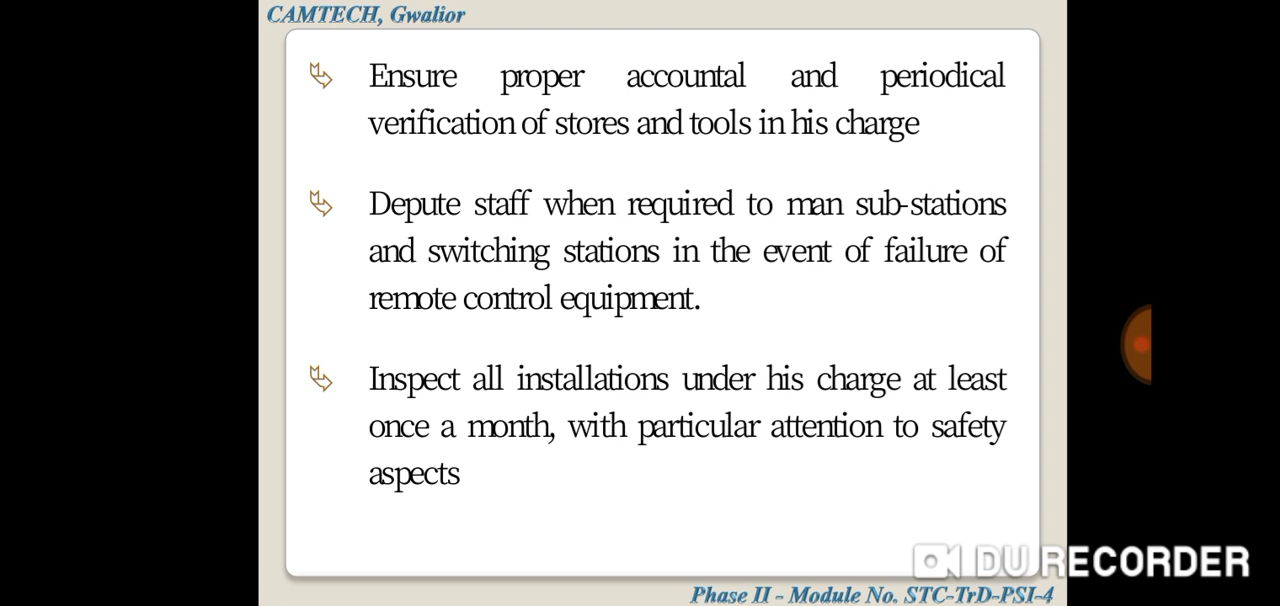 CAMTECH, Gwalior
Ensure proper accountal and periodical
verification of stores and tools in his charge
Depute staff when required to man sub-stations
and switching stations in the event of failure of
remote control equipment.
Inspect all installations under his charge at least
once a month, with particular attention to safety
aspects
DU RECORDER
Phase II - Module No. STC-TrD-PSI-4